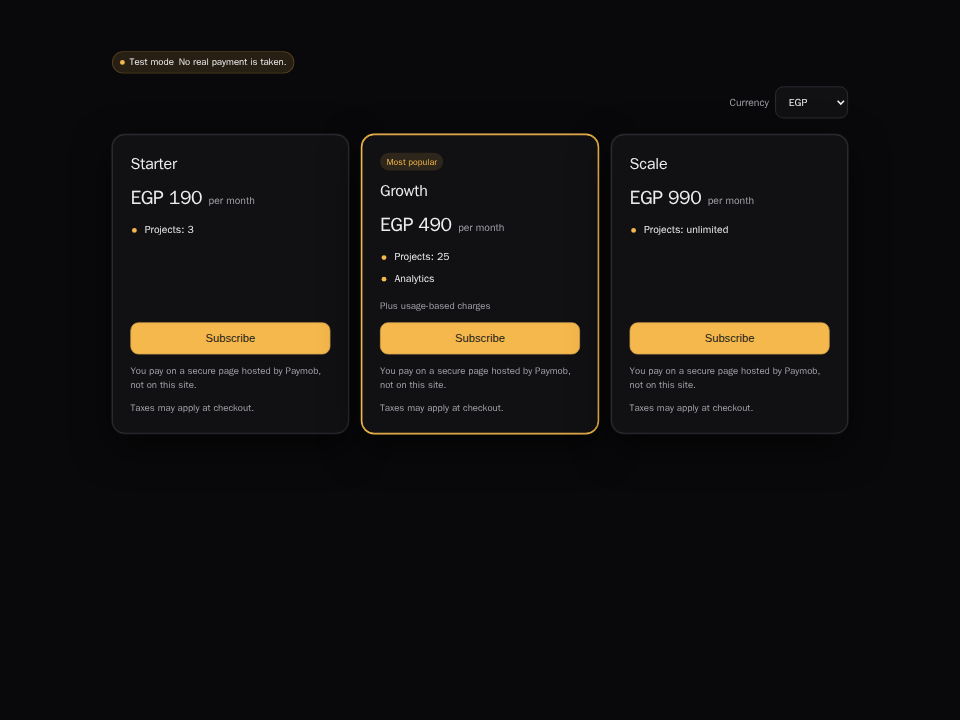 Test mode No real payment is taken.
Currency
EGP
Starter
EGP 190 per month
Projects: 3
Subscribe
You pay on a secure page hosted by Paymob,
not on this site.
Taxes may apply at checkout.
Most popular
Growth
EGP 490 per month
Projects: 25
Analytics
Plus usage-based charges
Subscribe
You pay on a secure page hosted by Paymob,
not on this site.
Taxes may apply at checkout.
Scale
EGP 990 per month
Projects: unlimited
Subscribe
You pay on a secure page hosted by Paymob,
not on this site.
Taxes may apply at checkout.